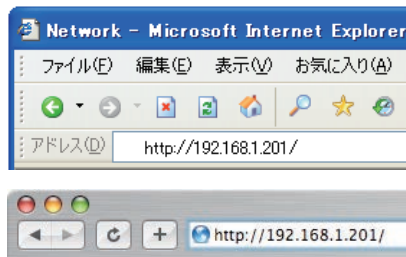 Network - Microsoft Internet Explorer
ファイル(F) 編集(E) 表示(V) お気に入り(A)
アドレス(D) http://192.168.1.201/
http://192.168.1.201/